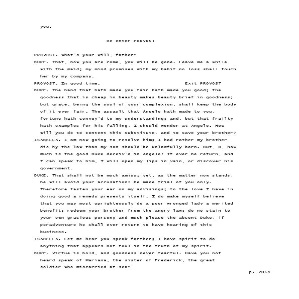 you.
RE-ENTER PROVOST
PROVOST. What's your will, father?
DUKE. That, now you are come, you will be gone. Leave me a while
with the maid; my mind promises with my habit no loss shall touch
her by my company.
PROVOST. In good time. Exit PROVOST
DUKE. The hand that hath made you fair hath made you good; the
goodness that is cheap in beauty makes beauty brief in goodness;
but grace, being the soul of your complexion, shall keep the body
of it ever fair. The assault that Angelo hath made to you,
fortune hath convey'd to my understanding; and, but that frailty
hath examples for his falling, I should wonder at Angelo. How
will you do to content this substitute, and to save your brother?
ISABELLA. I am now going to resolve him; I had rather my brother
die by the law than my son should be unlawfully born. But, O, how
much is the good Duke deceiv'd in Angelo! If ever he return, and
I can speak to him, I will open my lips in vain, or discover his
government.
DUKE. That shall not be much amiss; yet, as the matter now stands,
he will avoid your accusation: he made trial of you only.
Therefore fasten your ear on my advisings; to the love I have in
doing good a remedy presents itself. I do make myself believe
that you may most uprighteously do a poor wronged lady a merited
benefit; redeem your brother from the angry law; do no stain to
your own gracious person; and much please the absent Duke, if
peradventure he shall ever return to have hearing of this
business.
ISABELLA. Let me hear you speak farther; I have spirit to do
anything that appears not foul in the truth of my spirit.
DUKE. Virtue is bold, and goodness never fearful. Have you not
heard speak of Mariana, the sister of Frederick, the great
soldier who miscarried at sea?